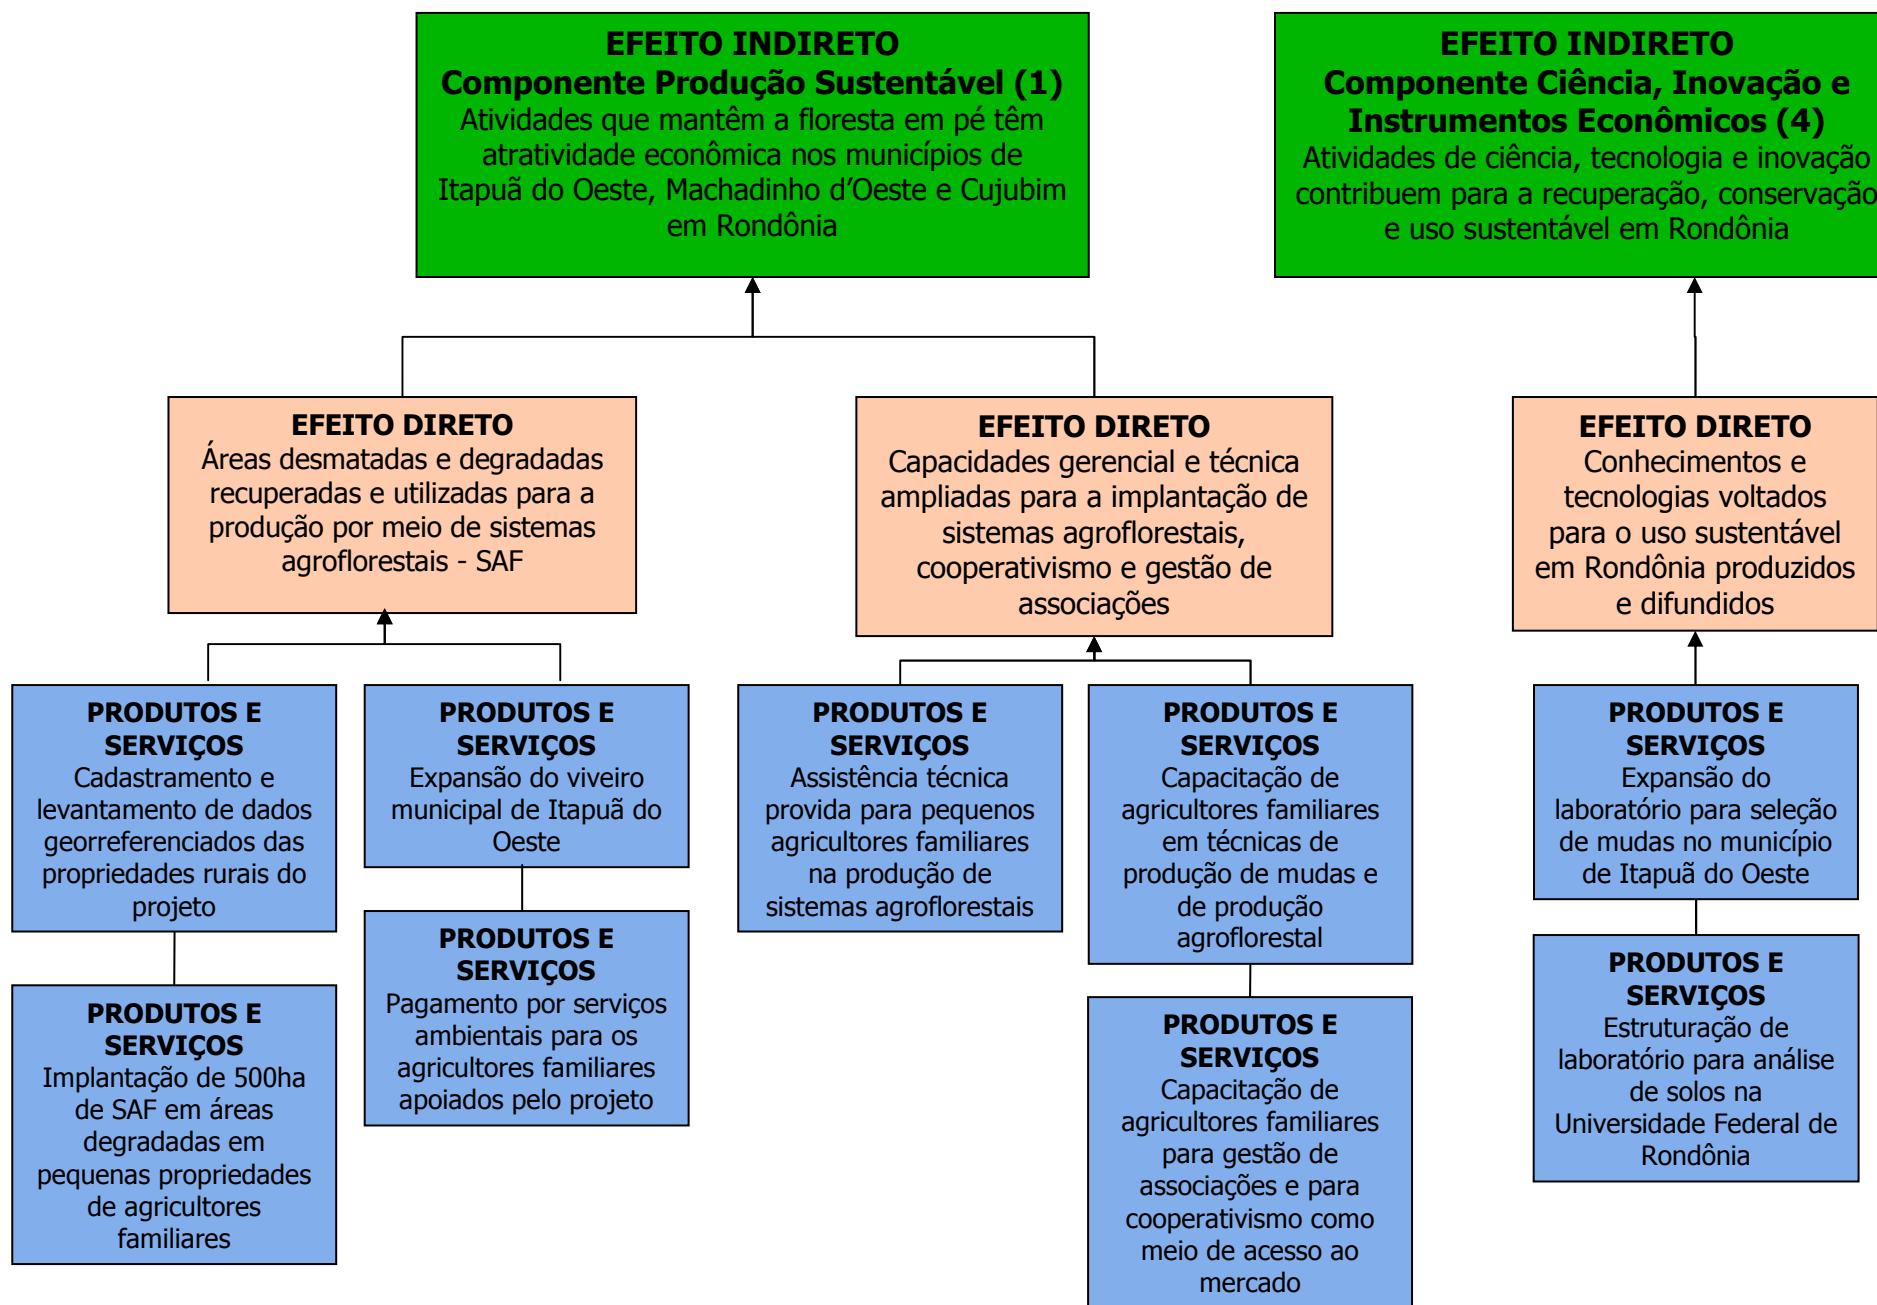 EFEITO INDIRETO
Componente Produção Sustentável (1)
Atividades que mantêm a floresta em pé têm
atratividade econômica nos municípios de
Itapuã do Oeste, Machadinho d’Oeste e Cujubim
em Rondônia
EFEITO INDIRETO
Componente Ciência, Inovação e
Instrumentos Econômicos (4)
Atividades de ciência, tecnologia e inovação
contribuem para a recuperação, conservação
e uso sustentável em Rondônia
EFEITO DIRETO
Áreas desmatadas e degradadas
recuperadas e utilizadas para a
produção por meio de sistemas
agroflorestais - SAF
EFEITO DIRETO
Capacidades gerencial e técnica
ampliadas para a implantação de
sistemas agroflorestais,
cooperativismo e gestão de
associações
EFEITO DIRETO
Conhecimentos e
tecnologias voltados
para o uso sustentável
em Rondônia produzidos
e difundidos
PRODUTOS E
SERVIÇOS
Cadastramento e
levantamento de dados
georreferenciados das
propriedades rurais do
projeto
PRODUTOS E
SERVIÇOS
Expansão do viveiro
municipal de Itapuã do
Oeste
PRODUTOS E
SERVIÇOS
Assistência técnica
provida para pequenos
agricultores familiares
na produção de
sistemas agroflorestais
PRODUTOS E
SERVIÇOS
Capacitação de
agricultores familiares
em técnicas de
produção de mudas e
de produção
agroflorestal
PRODUTOS E
SERVIÇOS
Expansão do
laboratório para seleção
de mudas no município
de Itapuã do Oeste
PRODUTOS E
SERVIÇOS
Implantação de 500ha
de SAF em áreas
degradadas em
pequenas propriedades
de agricultores
familiares
PRODUTOS E
SERVIÇOS
Pagamento por serviços
ambientais para os
agricultores familiares
apoiados pelo projeto
PRODUTOS E
SERVIÇOS
Capacitação de
agricultores familiares
para gestão de
associações e para
cooperativismo como
meio de acesso ao
mercado
PRODUTOS E
SERVIÇOS
Estruturação de
laboratório para análise
de solos na
Universidade Federal de
Rondônia